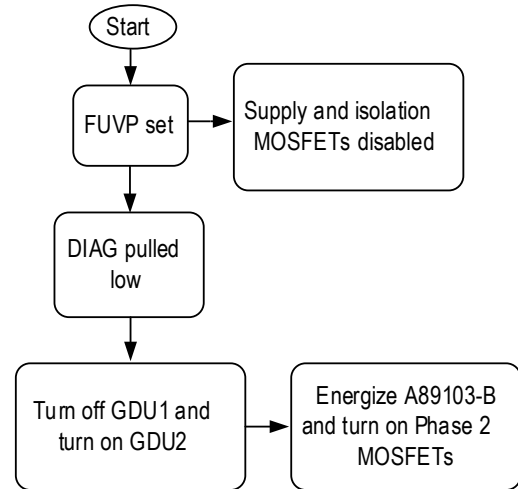 Start
FUVP set
Supply and isolation
MOSFETs disabled
DIAG pulled
low
Turn off GDU1 and
turn on GDU2
Energize A89103-B
and turn on Phase 2
MOSFETs